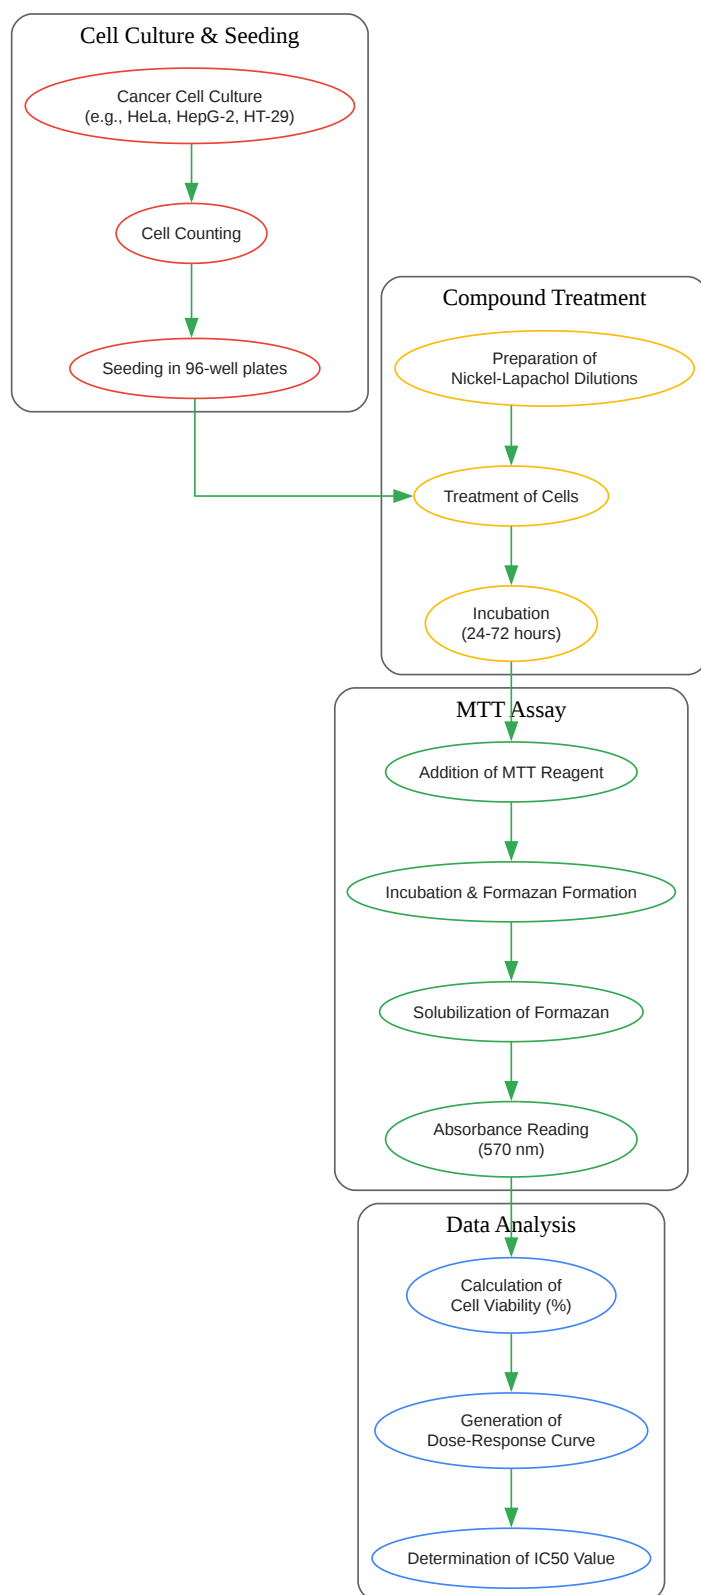 Cell Culture & Seeding
Cancer Cell Culture
(e.g., HeLa, HepG-2, HT-29)
Cell Counting
Seeding in 96-well plates
Compound Treatment
Preparation of
Nickel-Lapachol Dilutions
Treatment of Cells
Incubation
(24-72 hours)
MTT Assay
Addition of MTT Reagent
Incubation & Formazan Formation
Solubilization of Formazan
Absorbance Reading
(570 nm)
Data Analysis
Calculation of
Cell Viability (%)
Generation of
Dose-Response Curve
Determination of IC50 Value